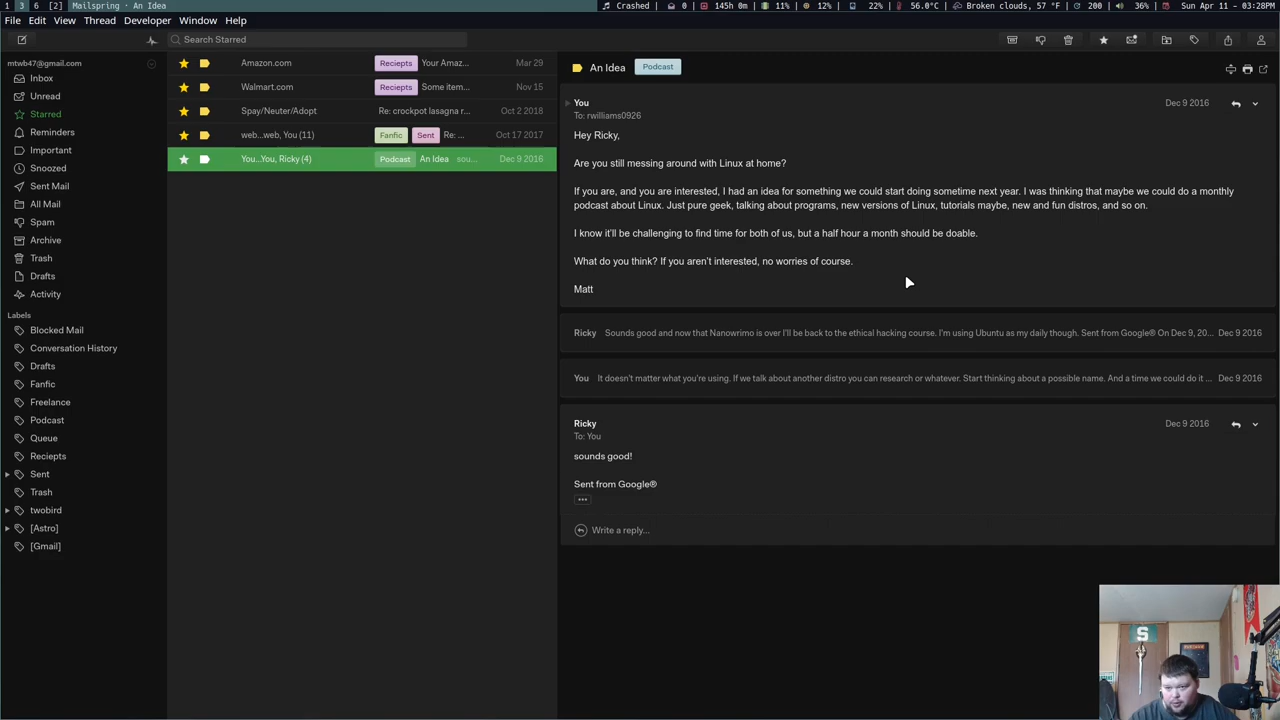 1 3 6 [2] Mailspring · An Idea
Crashed 0 145h 0m 11% 12% 22% 56.0°C Broken clouds, 57 °F 200 36% Sun Apr 11 - 03:28PM
File Edit View Thread Developer Window Help
Search Starred
mtwb47@gmail.com
Inbox
Unread
Starred
Reminders
Important
Snoozed
Sent Mail
All Mail
Spam
Archive
Trash
Drafts
Activity
Labels
Blocked Mail
Conversation History
Drafts
Fanfic
Freelance
Podcast
Queue
Reciepts
Sent
Trash
twobird
[Astro]
[Gmail]
Amazon.com Reciepts Your Amaz... Mar 29
Walmart.com Reciepts Some item... Nov 15
Spay/Neuter/Adopt Re: crockpot lasagna r... Oct 2 2018
web...web, You (11) Fanfic Sent Re: ... Oct 17 2017
You...You, Ricky (4) Podcast An Idea sou... Dec 9 2016
An Idea Podcast
You Dec 9 2016
To: rwilliams0926
Hey Ricky,
Are you still messing around with Linux at home?
If you are, and you are interested, I had an idea for something we could start doing sometime next year. I was thinking that maybe we could do a monthly
podcast about Linux. Just pure geek, talking about programs, new versions of Linux, tutorials maybe, new and fun distros, and so on.
I know it'll be challenging to find time for both of us, but a half hour a month should be doable.
What do you think? If you aren't interested, no worries of course.
Matt
Ricky Sounds good and now that Nanowrimo is over I'll be back to the ethical hacking course. I'm using Ubuntu as my daily though. Sent from Google® On Dec 9, 20... Dec 9 2016
You It doesn't matter what you're using. If we talk about another distro you can research or whatever. Start thinking about a possible name. And a time we could do it ... Dec 9 2016
Ricky Dec 9 2016
To: You
sounds good!
Sent from Google®
Write a reply...
S